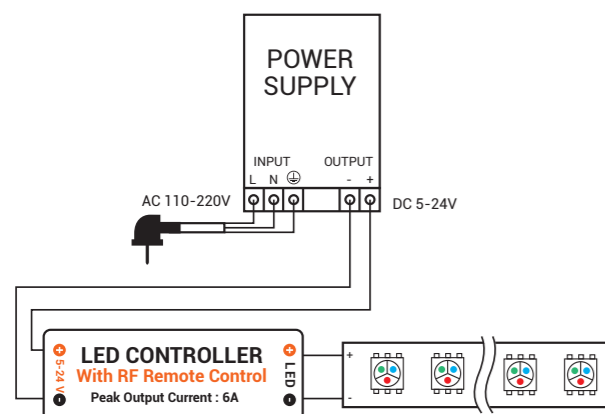 POWER
SUPPLY
INPUT OUTPUT
L N - +
AC 110-220V
DC 5-24V
+ LED CONTROLLER +
5-24 V
With RF Remote Control
LED
- Peak Output Current : 6A -
+
-